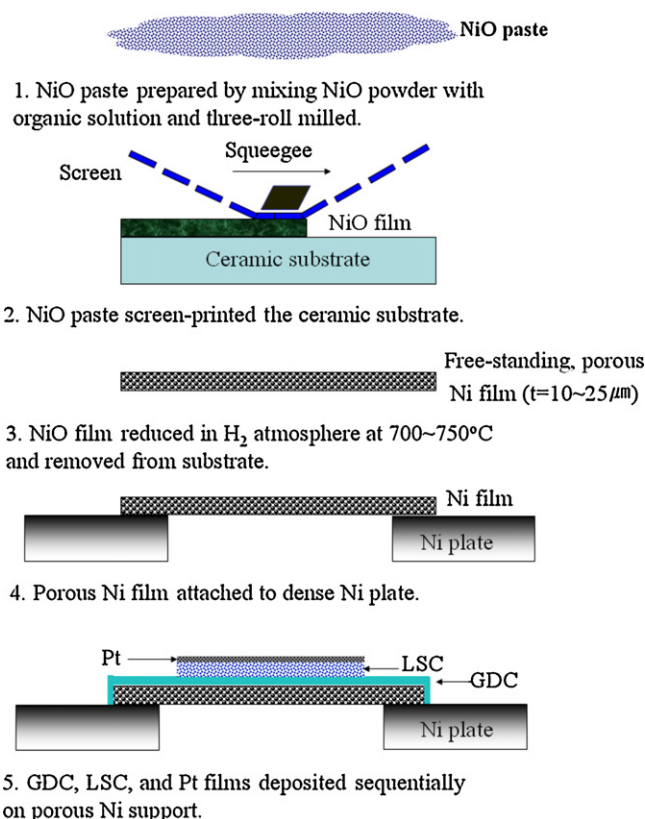 NiO paste
1. NiO paste prepared by mixing NiO powder with
organic solution and three-roll milled.
Squeegee
Screen
NiO film
Ceramic substrate
2. NiO paste screen-printed the ceramic substrate.
Free-standing, porous
Ni film (t=10~25㎛)
3. NiO film reduced in H₂ atmosphere at 700~750°C
and removed from substrate.
Ni film
Ni plate
4. Porous Ni film attached to dense Ni plate.
Pt
LSC
GDC
Ni plate
5. GDC, LSC, and Pt films deposited sequentially
on porous Ni support.